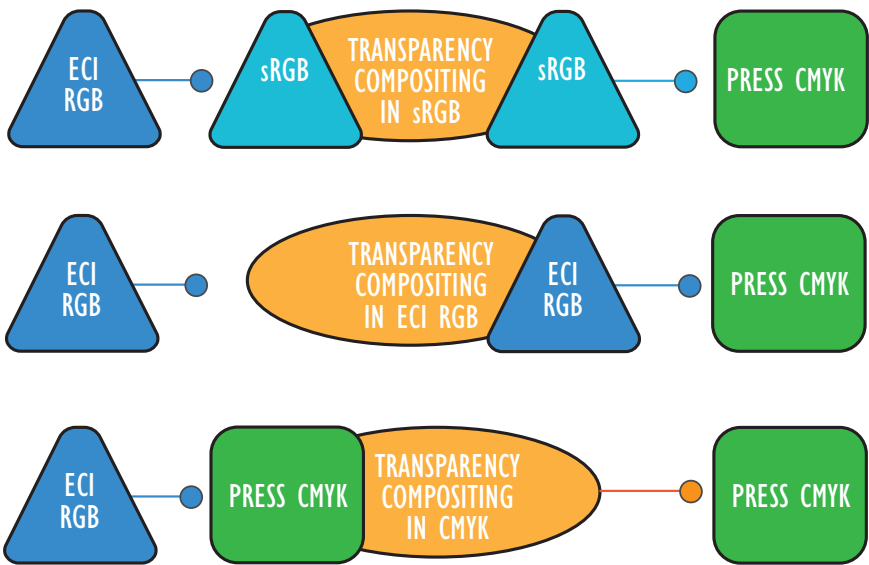 ECI
RGB
sRGB
TRANSPARENCY
COMPOSITING
IN sRGB
sRGB
PRESS CMYK
ECI
RGB
TRANSPARENCY
COMPOSITING
IN ECI RGB
ECI
RGB
PRESS CMYK
ECI
RGB
PRESS CMYK
TRANSPARENCY
COMPOSITING
IN CMYK
PRESS CMYK